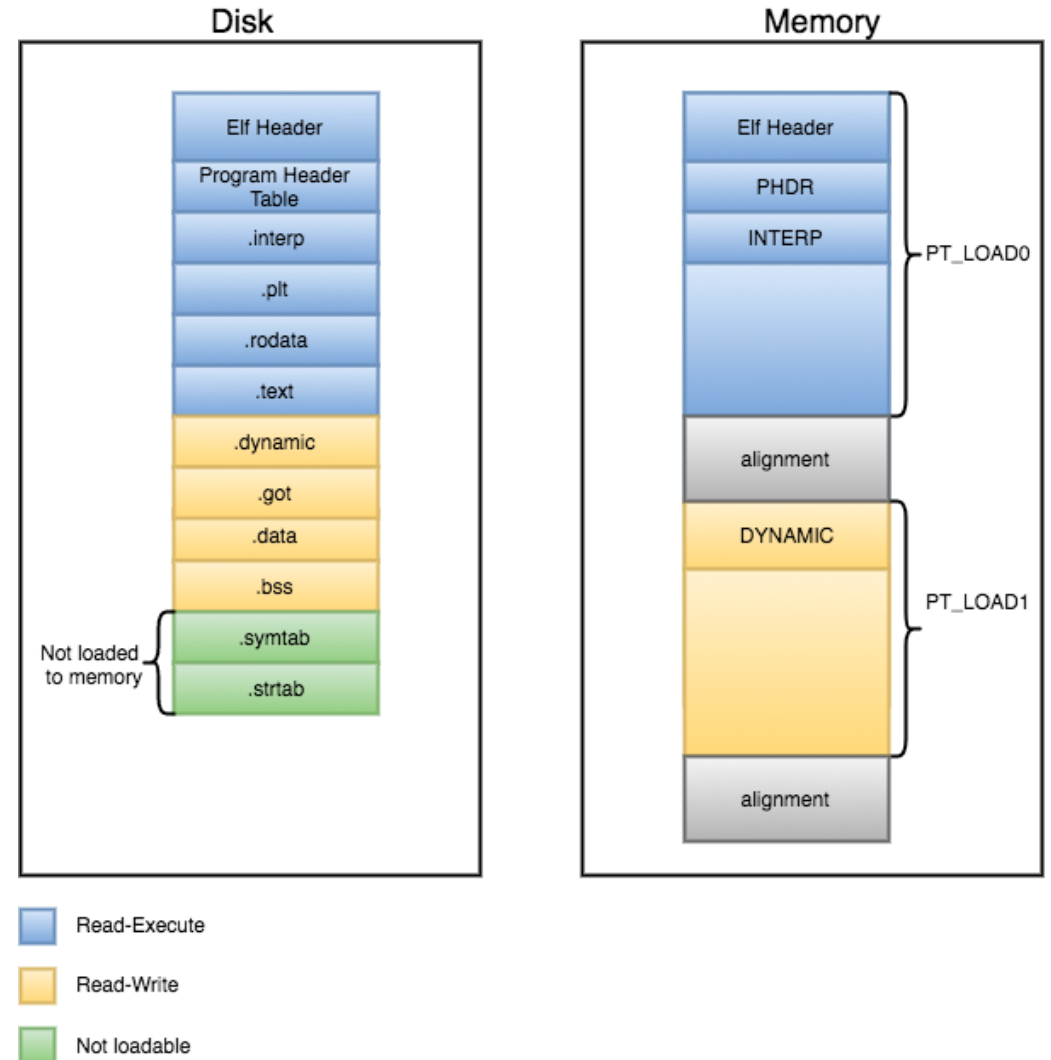 Disk
Elf Header
Program Header
Table
.interp
.plt
.rodata
.text
.dynamic
.got
.data
.bss
.symtab
.strtab
Not loaded
to memory
Memory
Elf Header
PHDR
INTERP
PT_LOAD0
alignment
DYNAMIC
PT_LOAD1
alignment
Read-Execute
Read-Write
Not loadable